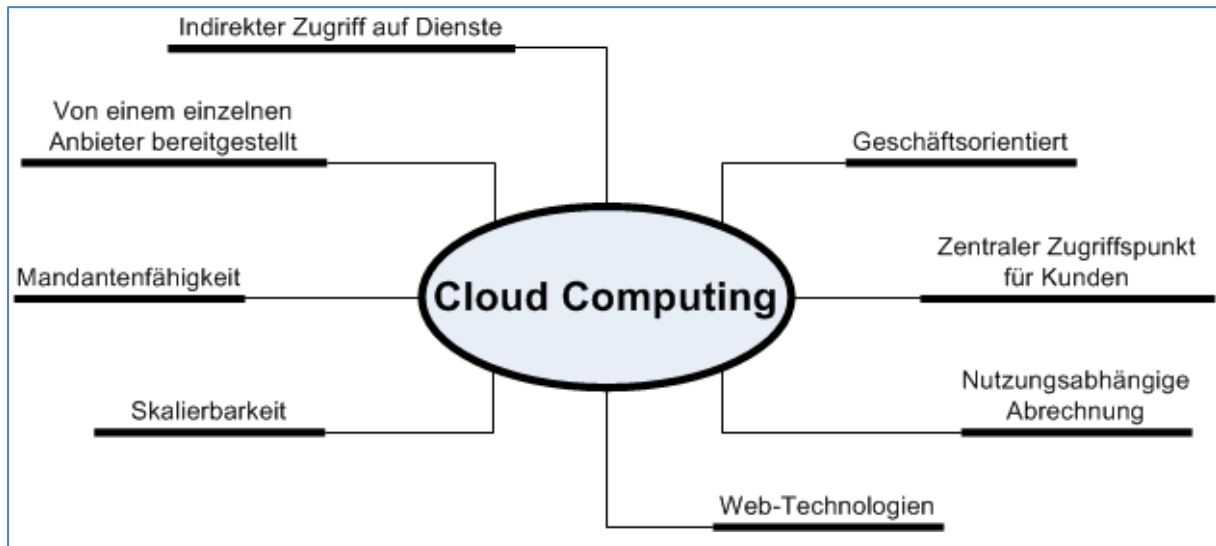 Indirekter Zugriff auf Dienste
Von einem einzelnen
Anbieter bereitgestellt
Geschäftsorientiert
Mandantenfähigkeit
Cloud Computing
Zentraler Zugriffspunkt
für Kunden
Skalierbarkeit
Nutzungsabhängige
Abrechnung
Web-Technologien